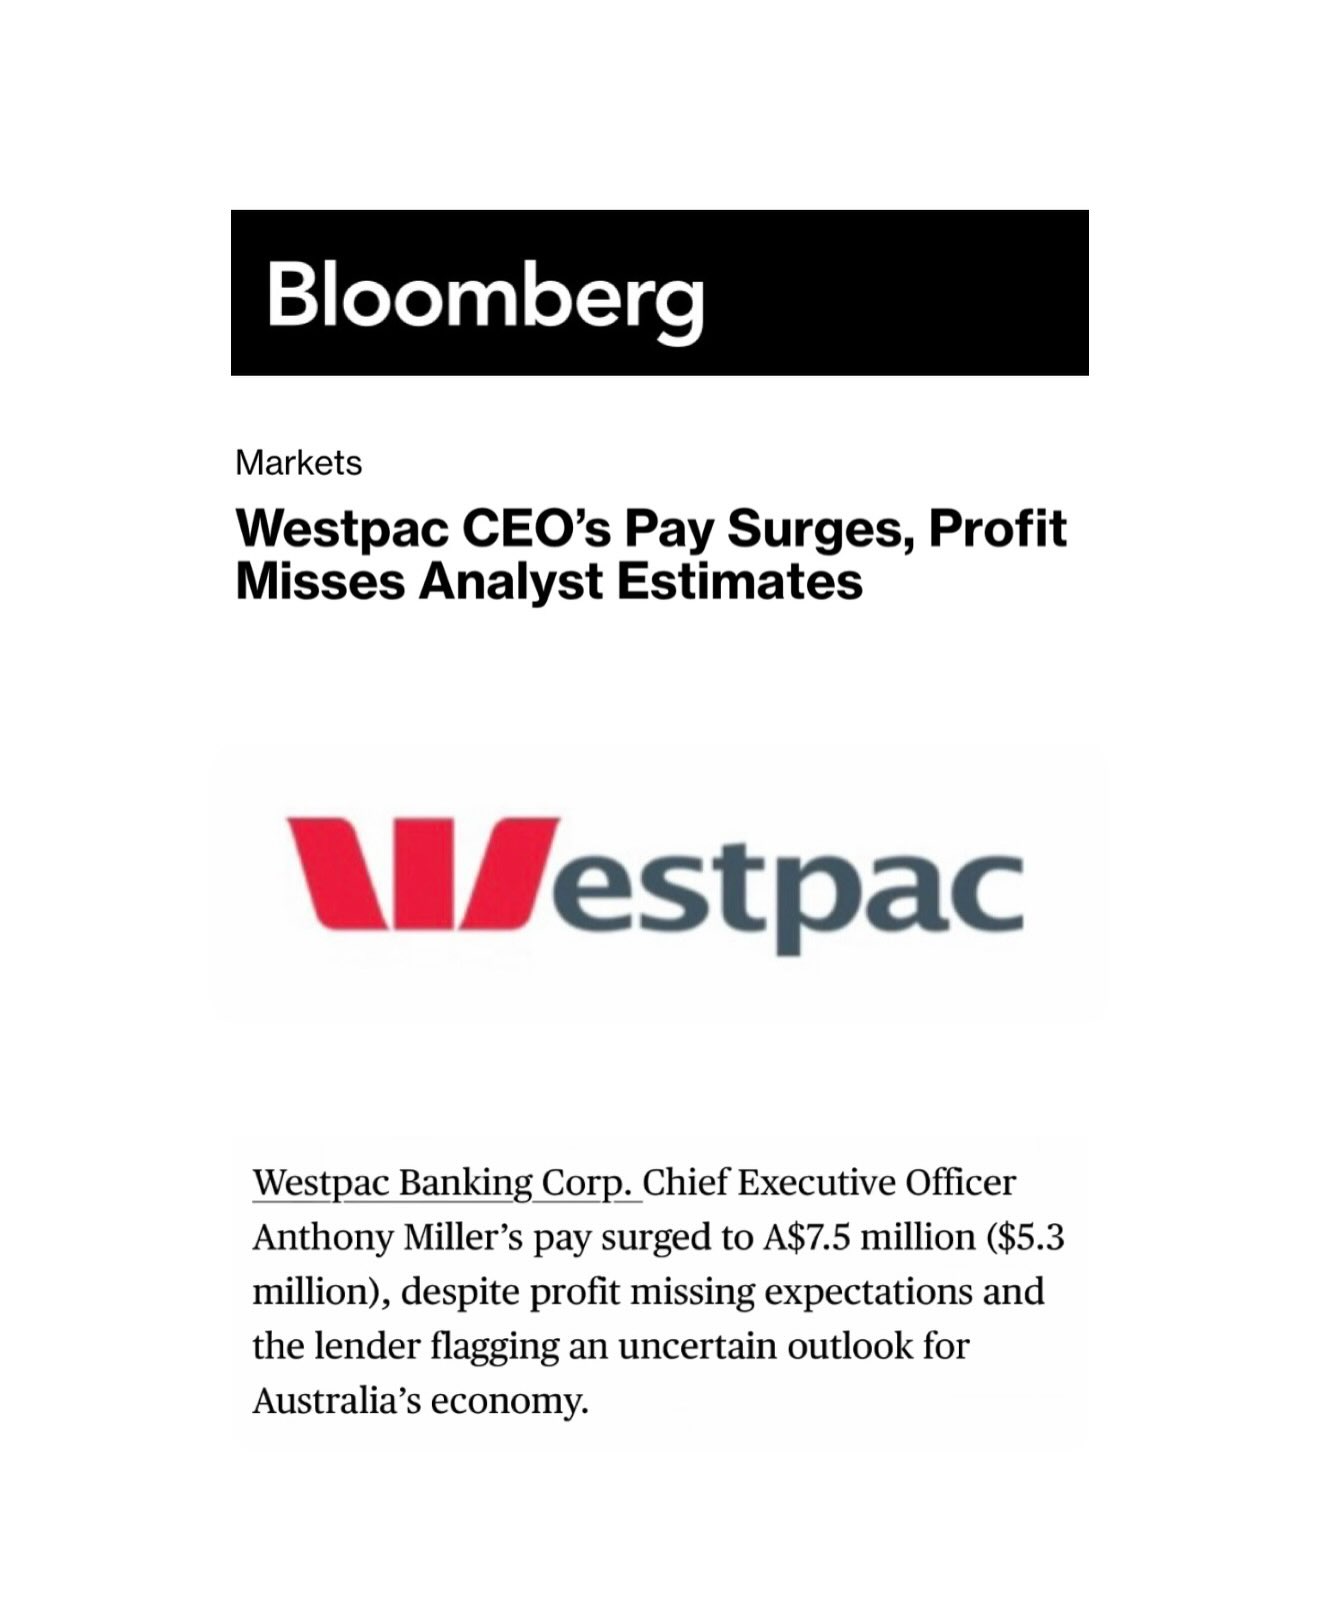 Bloomberg
Markets
Westpac CEO’s Pay Surges, Profit
Misses Analyst Estimates
Westpac
Westpac Banking Corp. Chief Executive Officer
Anthony Miller’s pay surged to A$7.5 million ($5.3
million), despite profit missing expectations and
the lender flagging an uncertain outlook for
Australia’s economy.